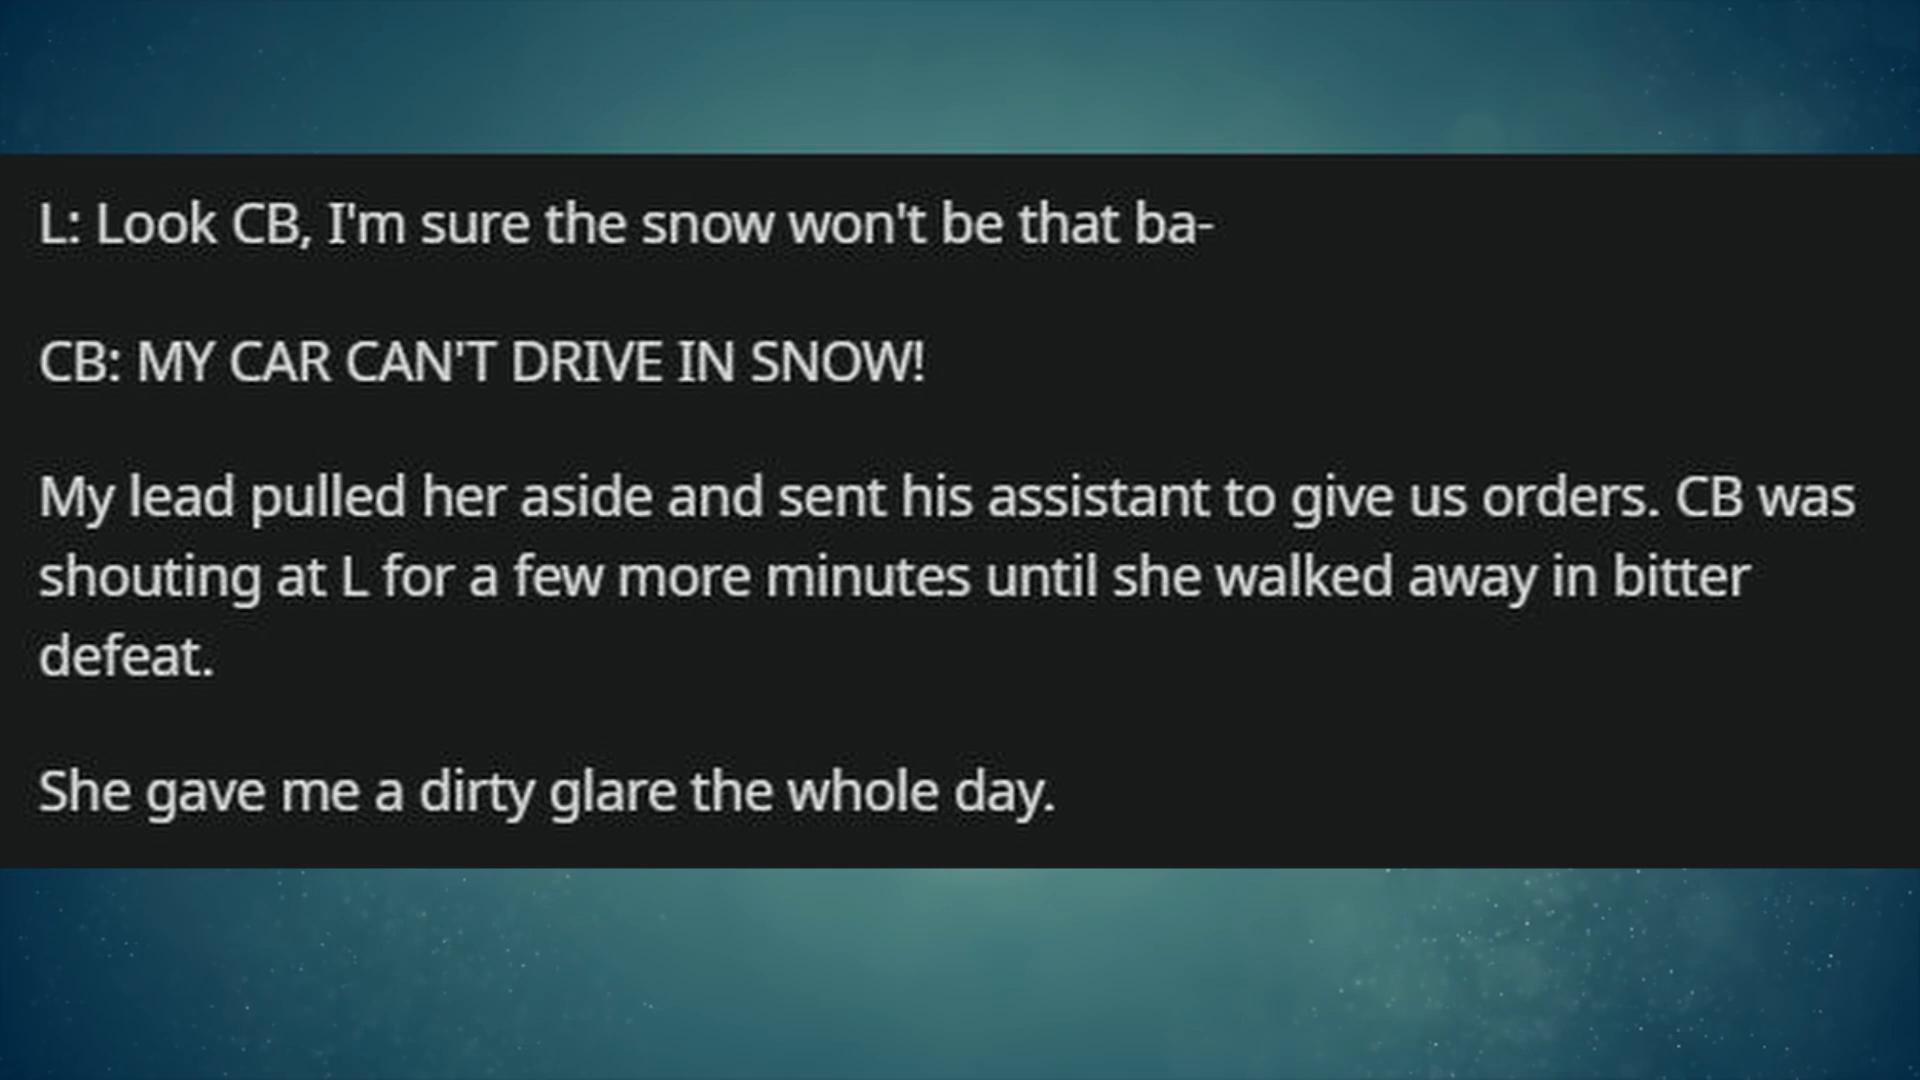 L: Look CB, I'm sure the snow won't be that ba-
CB: MY CAR CAN'T DRIVE IN SNOW!
My lead pulled her aside and sent his assistant to give us orders. CB was
shouting at L for a few more minutes until she walked away in bitter
defeat.
She gave me a dirty glare the whole day.